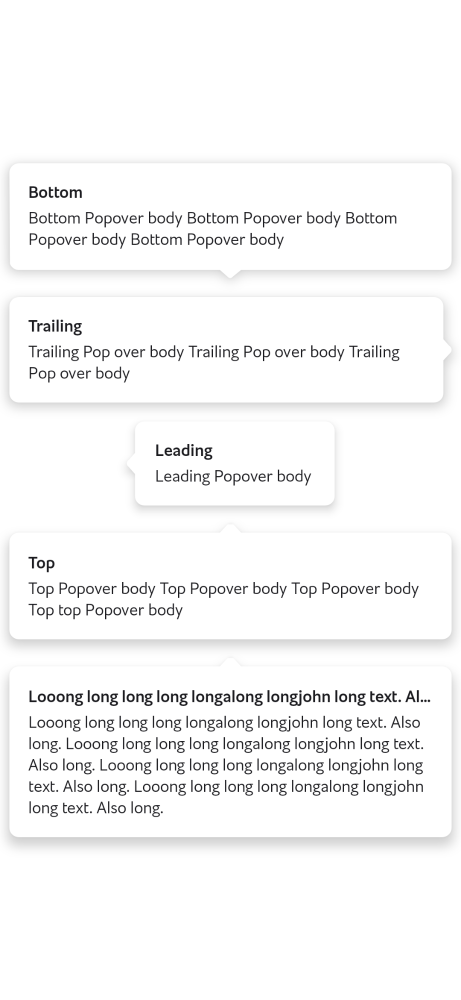 Bottom
Bottom Popover body Bottom Popover body Bottom
Popover body Bottom Popover body
Trailing
Trailing Pop over body Trailing Pop over body Trailing
Pop over body
Leading
Leading Popover body
Top
Top Popover body Top Popover body Top Popover body
Top top Popover body
Looong long long long longalong longjohn long text. Al...
Looong long long long longalong longjohn long text. Also
long. Looong long long long longalong longjohn long text.
Also long. Looong long long long longalong longjohn long
text. Also long. Looong long long long longalong longjohn
long text. Also long.